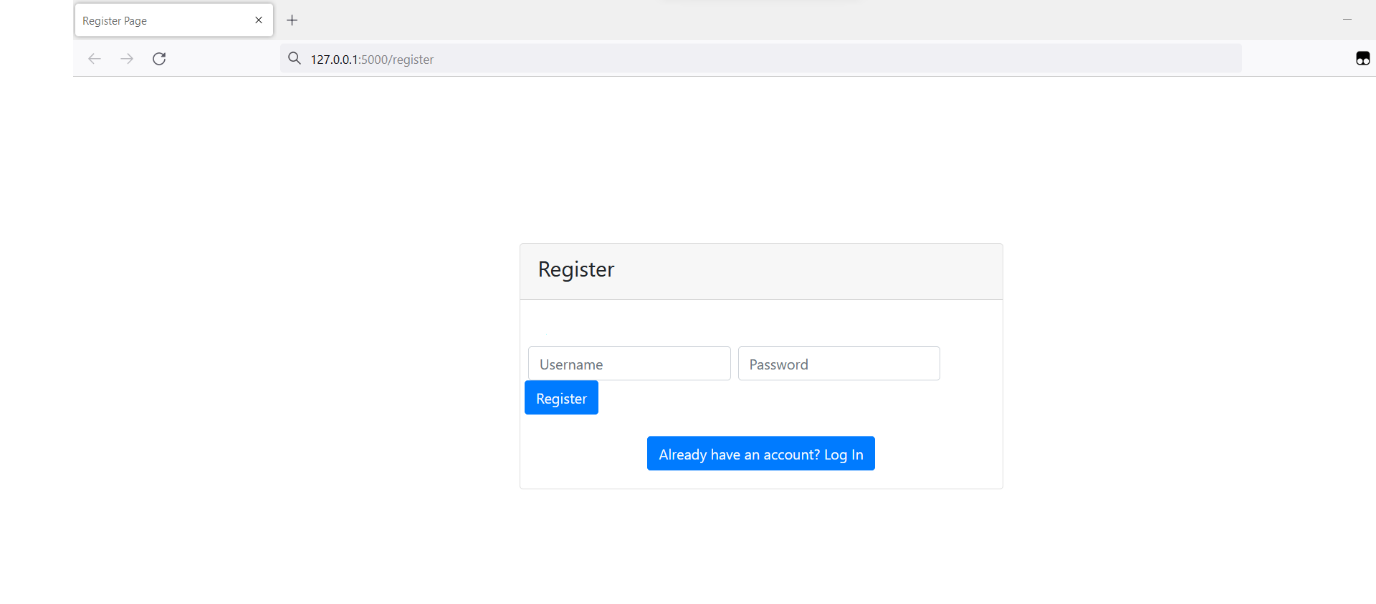 Register Page
127.0.0.1:5000/register
Register
Username Password
Register
Already have an account? Log In